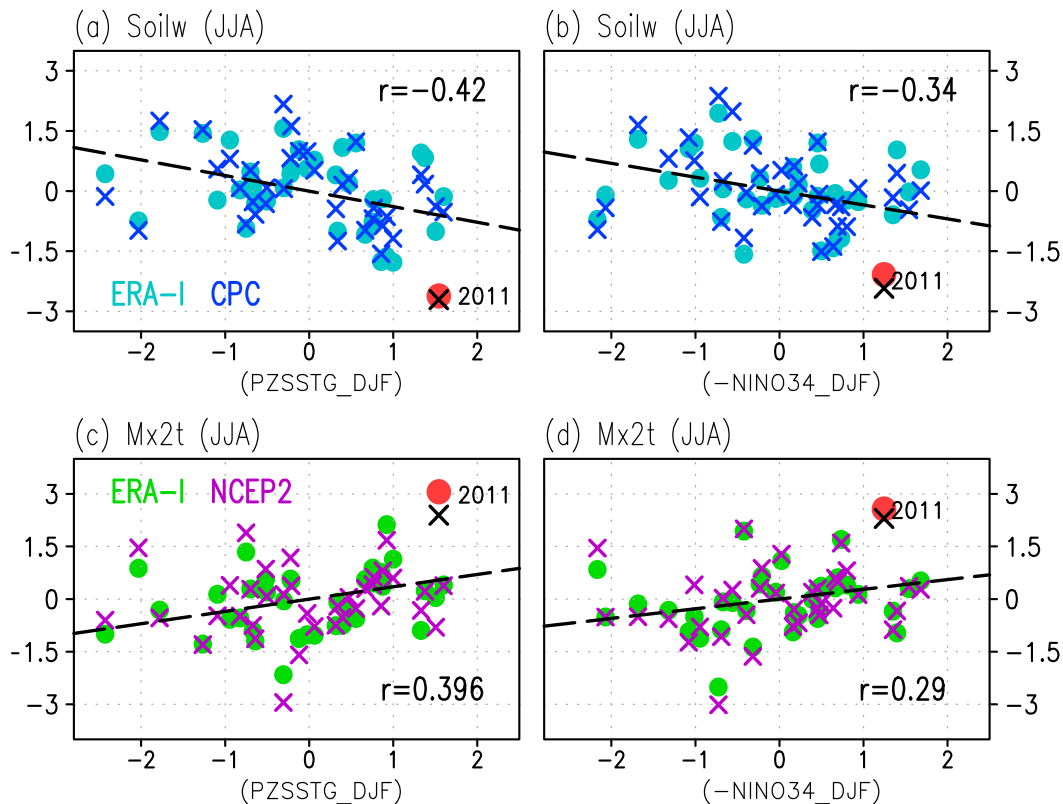 (a) Soilw (JJA)
3
1.5
0
−1.5
−3
r=−0.42
ERA−I CPC
2011
−2 −1 0 1 2
(PZSSTG_DJF)
(b) Soilw (JJA)
3
1.5
0
−1.5
−3
r=−0.34
2011
−2 −1 0 1 2
(−NINO34_DJF)
(c) Mx2t (JJA)
3
1.5
0
−1.5
−3
ERA−I NCEP2
2011
r=0.396
−2 −1 0 1 2
(PZSSTG_DJF)
(d) Mx2t (JJA)
3
1.5
0
−1.5
−3
2011
r=0.29
−2 −1 0 1 2
(−NINO34_DJF)